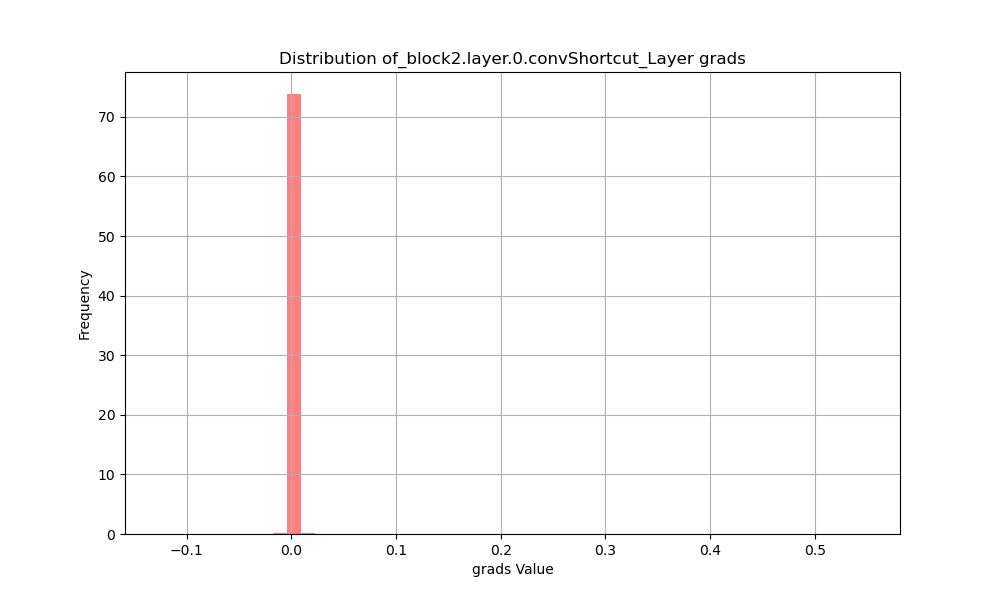 Distribution of_block2.layer.0.convShortcut_Layer grads
Frequency
70
60
50
40
30
20
10
0
−0.1 0.0 0.1 0.2 0.3 0.4 0.5
grads Value